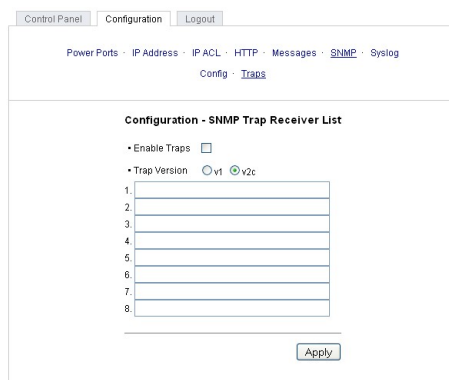 Control Panel Configuration Logout
Power Ports · IP Address · IP ACL · HTTP · Messages · SNMP · Syslog
Config · Traps
Configuration - SNMP Trap Receiver List
• Enable Traps
• Trap Version v1 v2c
1.
2.
3.
4.
5.
6.
7.
8.
Apply